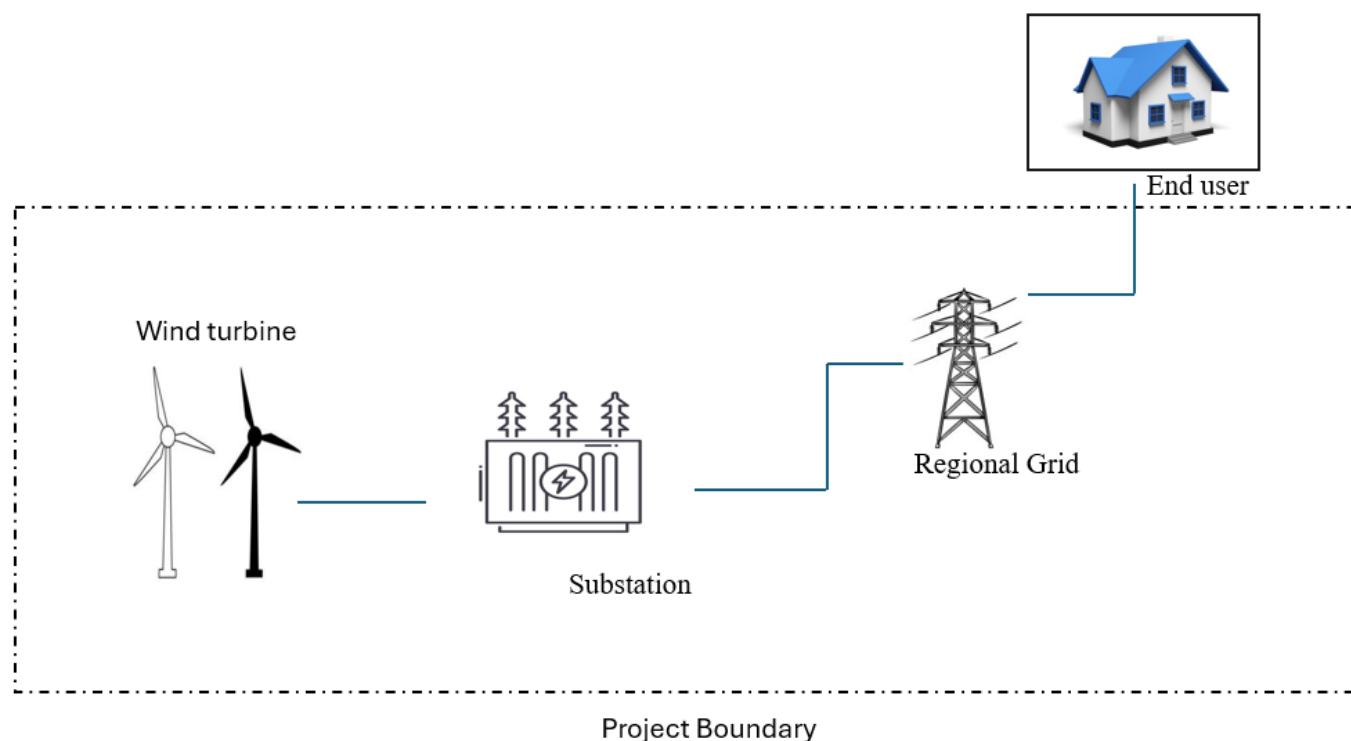 End user
Wind turbine
Regional Grid
Substation
Project Boundary